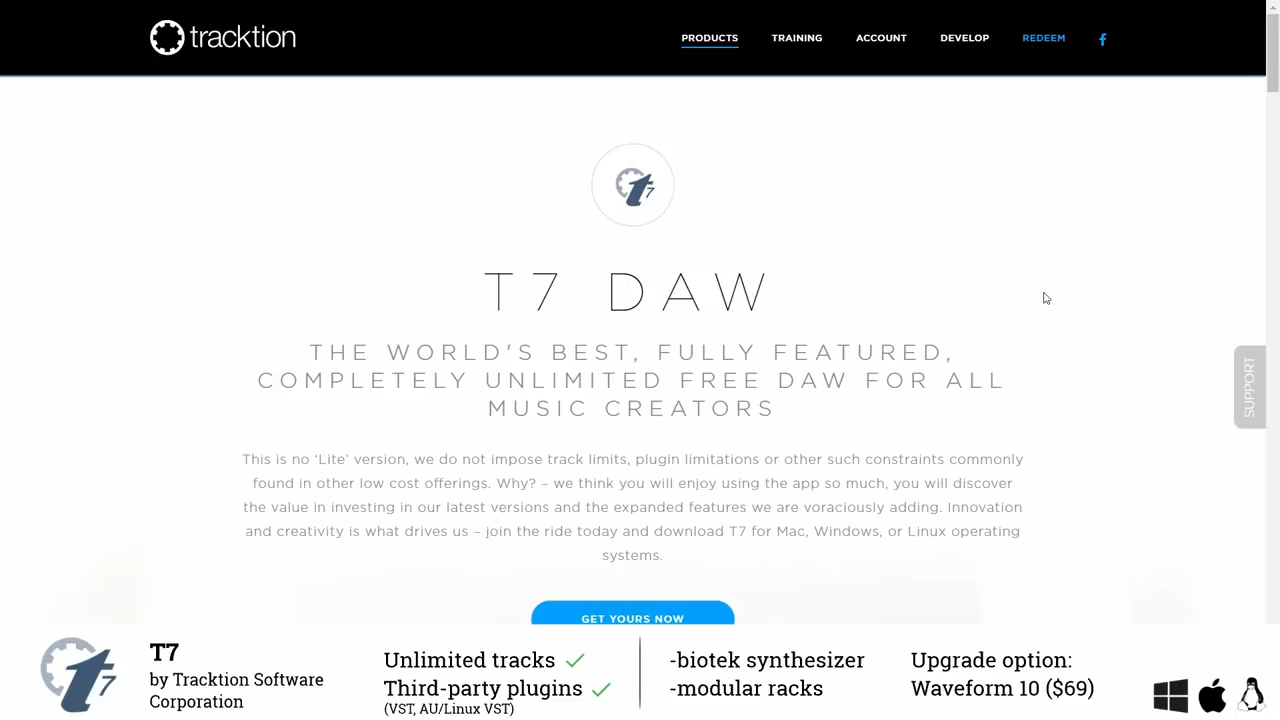 tracktion
PRODUCTS TRAINING ACCOUNT DEVELOP REDEEM f
t7
T7 DAW
THE WORLD'S BEST, FULLY FEATURED,
COMPLETELY UNLIMITED FREE DAW FOR ALL
MUSIC CREATORS
This is no ‘Lite’ version, we do not impose track limits, plugin limitations or other such constraints commonly
found in other low cost offerings. Why? – we think you will enjoy using the app so much, you will discover
the value in investing in our latest versions and the expanded features we are voraciously adding. Innovation
and creativity is what drives us – join the ride today and download T7 for Mac, Windows, or Linux operating
systems.
GET YOURS NOW
SUPPORT
t7
T7
by Tracktion Software
Corporation
Unlimited tracks
Third-party plugins
(VST, AU/Linux VST)
-biotek synthesizer
-modular racks
Upgrade option:
Waveform 10 ($69)